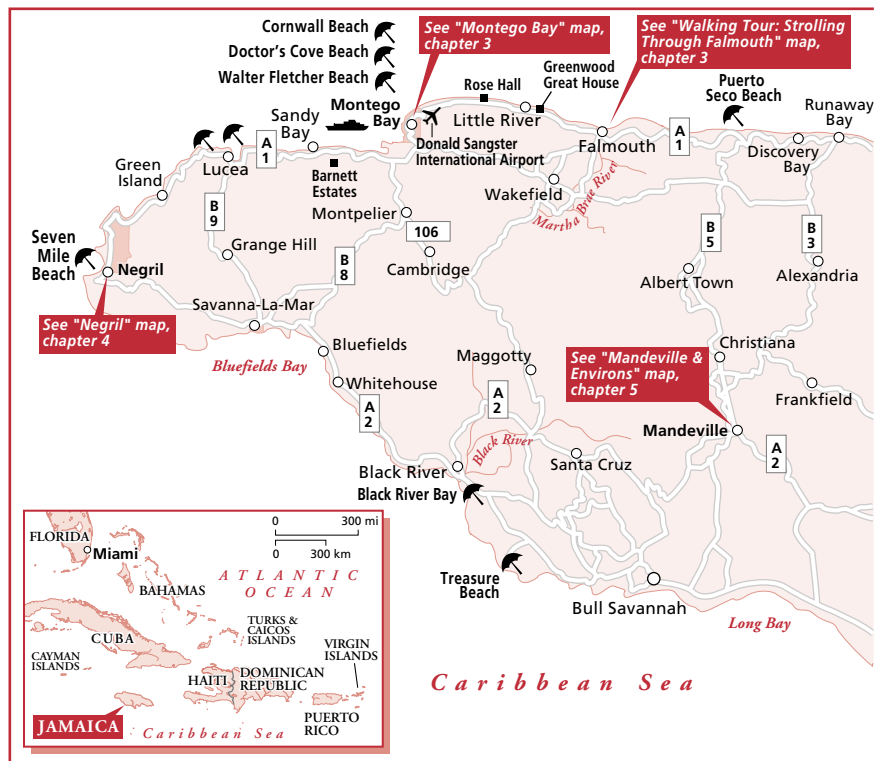 Cornwall Beach
Doctor's Cove Beach
Walter Fletcher Beach
See "Montego Bay" map,
chapter 3
See "Walking Tour: Strolling
Through Falmouth" map,
chapter 3
Rose Hall
Greenwood
Great House
Puerto
Seco Beach
Runaway
Bay
Sandy
Bay
Montego
Bay
Little River
Donald Sangster
International Airport
Falmouth
A
1
Discovery
Bay
A
1
Lucea
Green
Island
Barnett
Estates
Wakefield
Martha Brae River
Montpelier
B
9
106
B
5
B
3
Seven
Mile
Beach
Negril
Grange Hill
B
8
Cambridge
Albert Town
Alexandria
Savanna-La-Mar
See "Negril" map,
chapter 4
Bluefields Bay
Bluefields
Maggotty
Christiana
See "Mandeville &
Environs" map,
chapter 5
Whitehouse
Frankfield
A
2
A
2
Mandeville
Black River
A
2
Black River
Santa Cruz
Black River Bay
Treasure
Beach
Bull Savannah
Long Bay
Caribbean Sea
0 300 mi
0 300 km
FLORIDA
Miami
ATLANTIC
OCEAN
BAHAMAS
CUBA
TURKS &
CAICOS
ISLANDS
CAYMAN
ISLANDS
VIRGIN
ISLANDS
HAITI
DOMINICAN
REPUBLIC
PUERTO
RICO
JAMAICA
Caribbean Sea